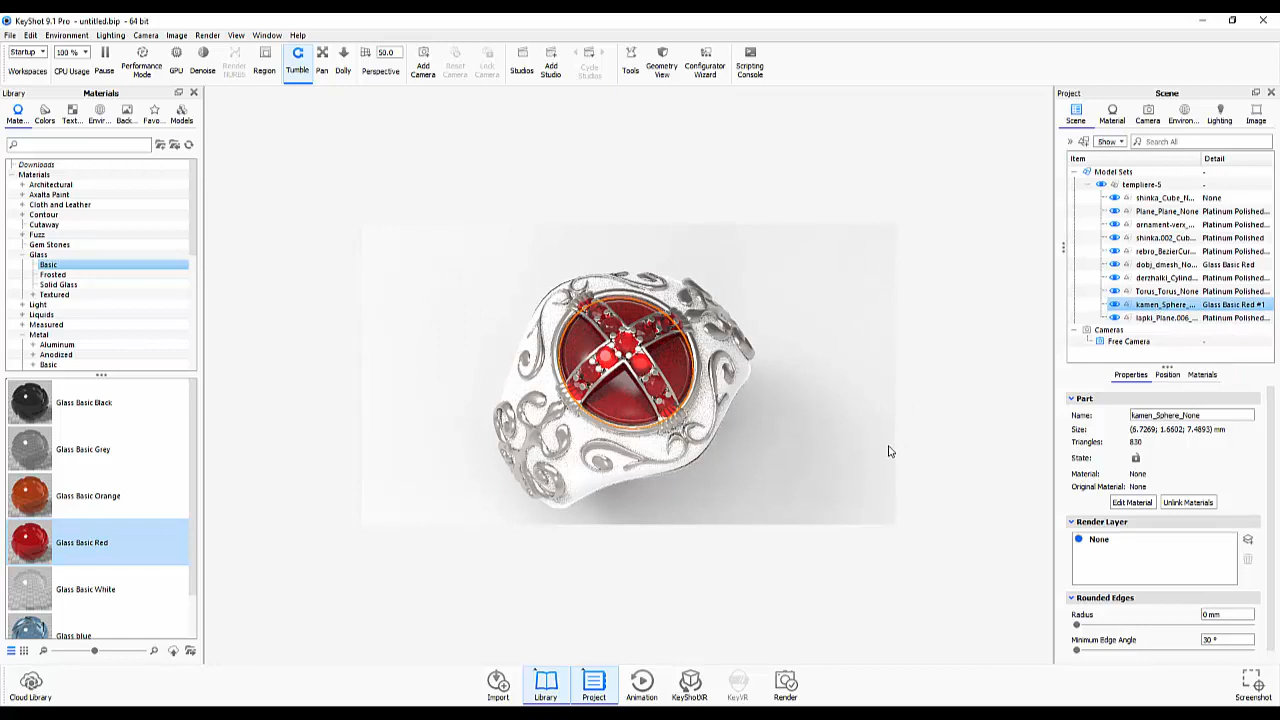 KeyShot 9.1 Pro - untitled.bip - 64 bit
File Edit Environment Lighting Camera Image Render View Window Help
Startup 100 % 50.0
Workspaces CPU Usage Pause Performance Mode GPU Denoise Render NURBS Region Tumble Pan Dolly Perspective Add Camera Reset Camera Lock Camera Studios Add Studio Cycle Studios Tools Geometry View Configurator Wizard Scripting Console
Library Materials
Mate... Colors Text... Envir... Back... Favo... Models
Downloads
Materials
Architectural
Axalta Paint
Cloth and Leather
Contour
Cutaway
Fuzz
Gem Stones
Glass
Basic
Frosted
Solid Glass
Textured
Light
Liquids
Measured
Metal
Aluminum
Anodized
Basic
Glass Basic Black
Glass Basic Grey
Glass Basic Orange
Glass Basic Red
Glass Basic White
Glass blue
Project Scene
Scene Material Camera Environ... Lighting Image
Show Search All
Item Detail
Model Sets -
templiere-5 -
shinka_Cube_N... None
Plane_Plane_None Platinum Polished...
ornament-verx_... Platinum Polished...
shinka.002_Cub... Platinum Polished
rebro_BezierCur... Platinum Polished...
dobj_dmesh_No... Glass Basic Red
derzhalki_Cylind... Platinum Polished...
Torus_Torus_None Platinum Polished...
kamen_Sphere_... Glass Basic Red #1
lapki_Plane.006_... Platinum Polished...
Cameras -
Free Camera -
Properties Position Materials
Part
Name: kamen_Sphere_None
Size: (6.7269; 1.6602; 7.4893) mm
Triangles: 830
State:
Material: None
Original Material: None
Edit Material Unlink Materials
Render Layer
None
Rounded Edges
Radius 0 mm
Minimum Edge Angle 30 °
Cloud Library Import Library Project Animation KeyShotXR KeyVR Render Screenshot